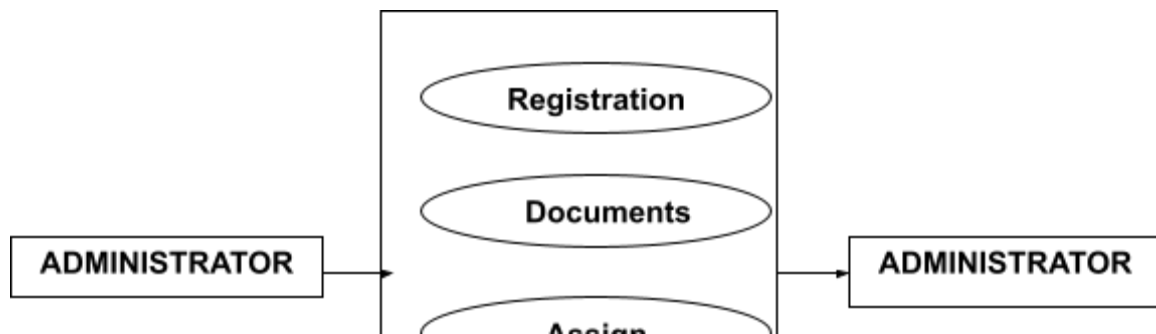 Registration
Documents
ADMINISTRATOR
ADMINISTRATOR
Assign